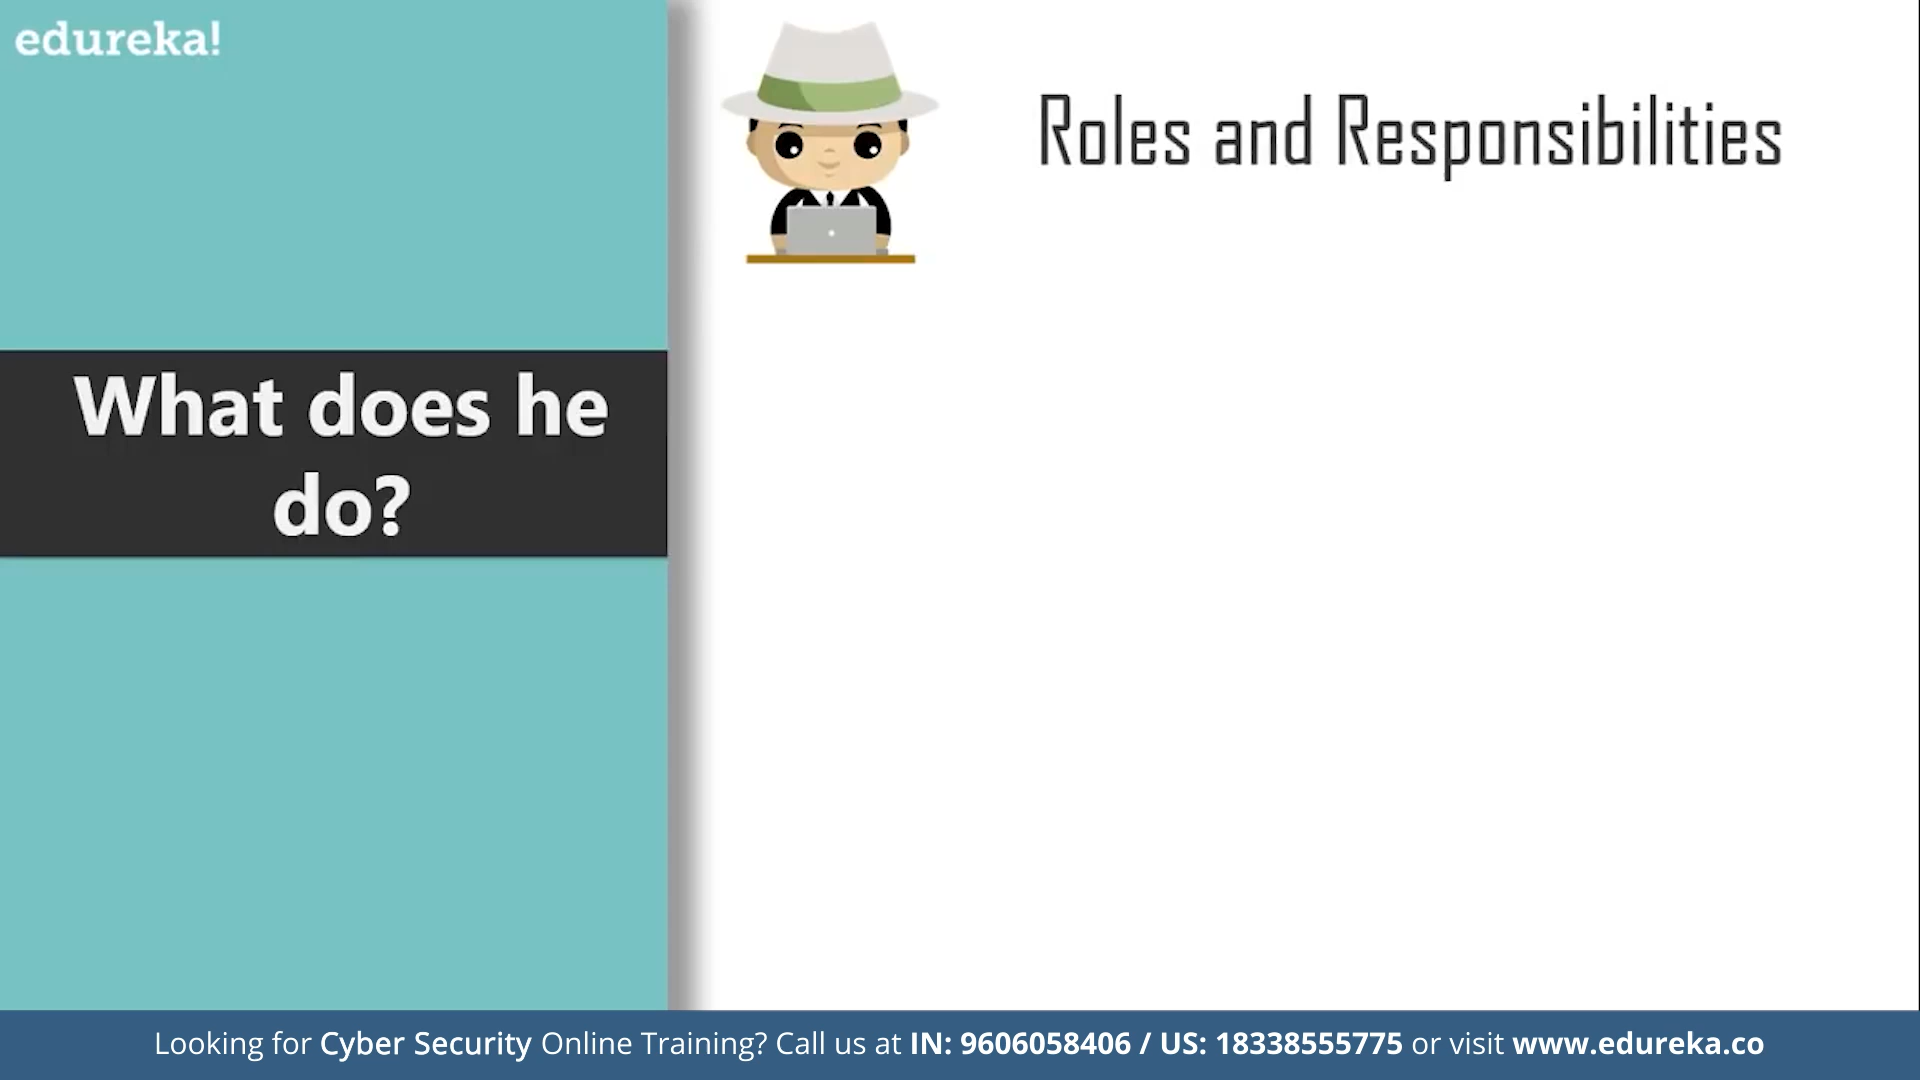 edureka!
What does he
do?
Roles and Responsibilities
Looking for Cyber Security Online Training? Call us at IN: 9606058406 / US: 18338555775 or visit www.edureka.co